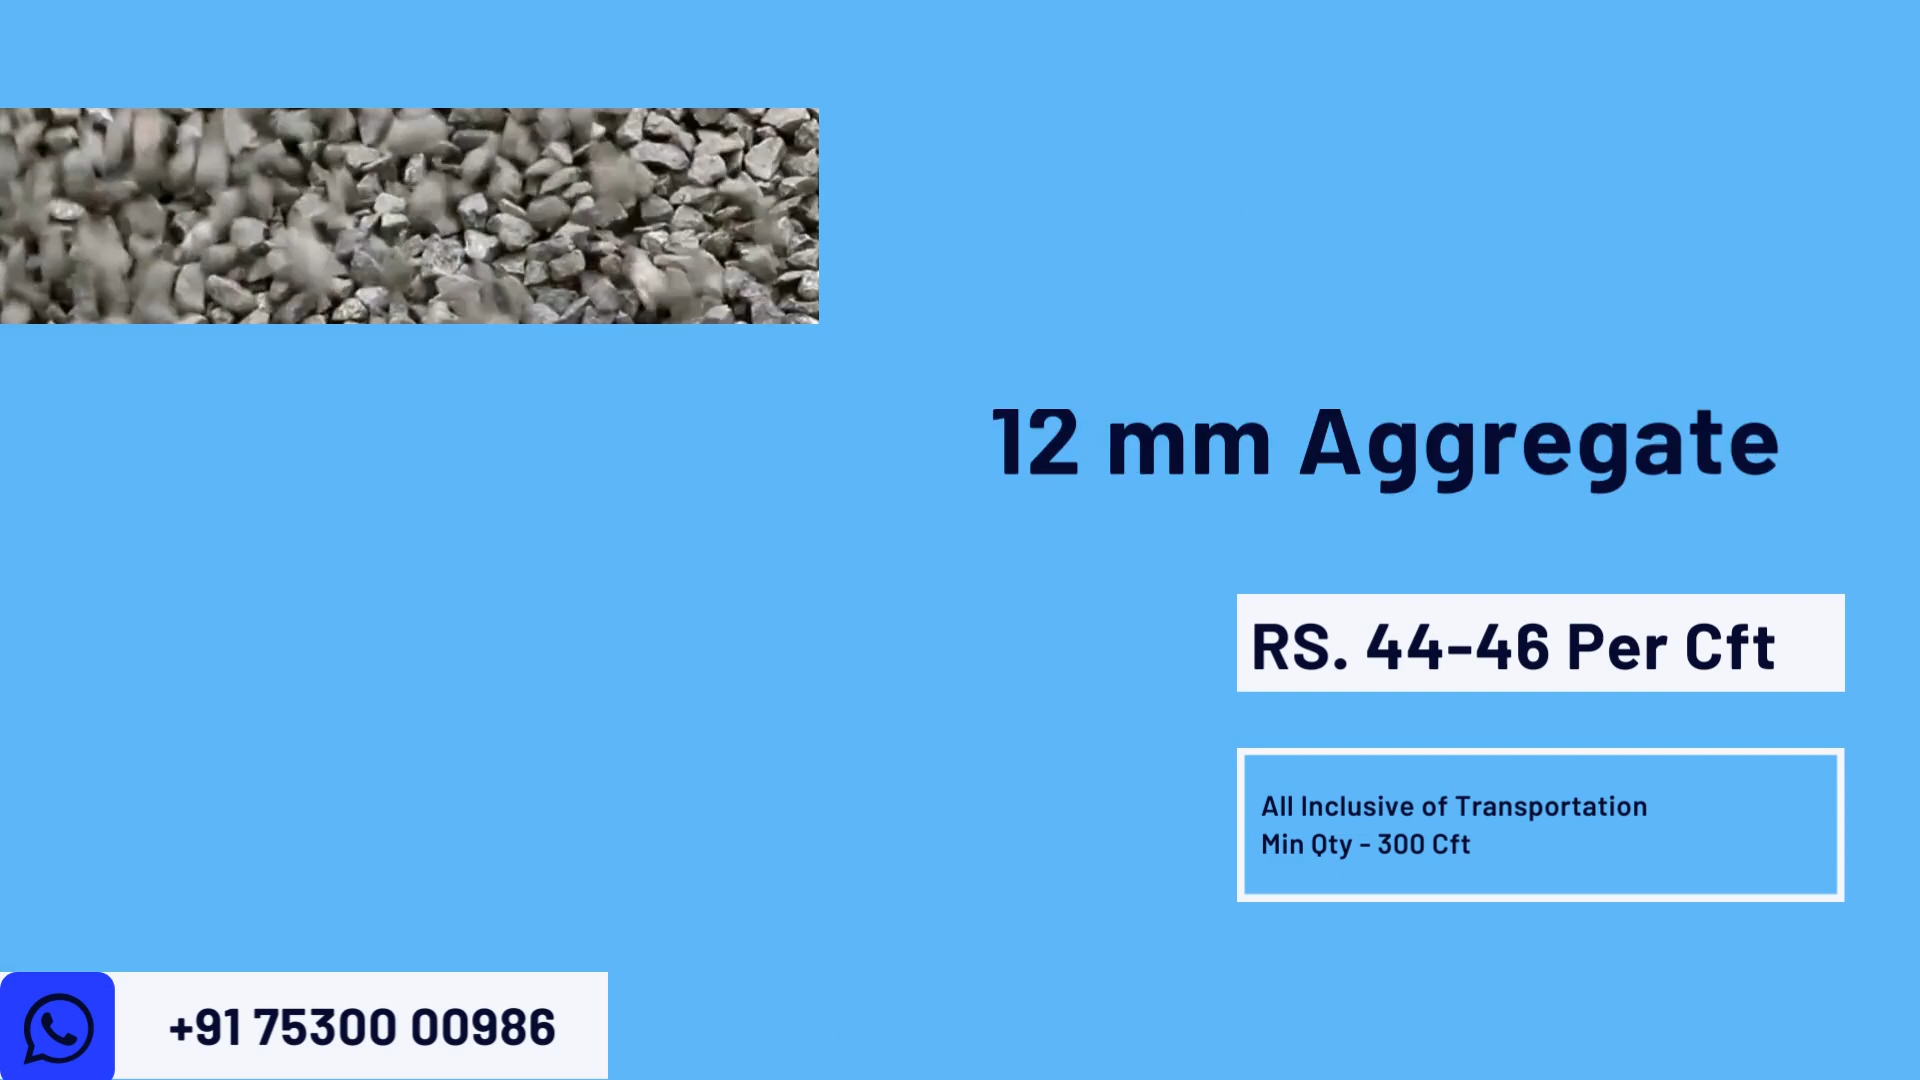 12 mm Aggregate
RS. 44-46 Per Cft
All Inclusive of Transportation
Min Qty - 300 Cft
+91 75300 00986